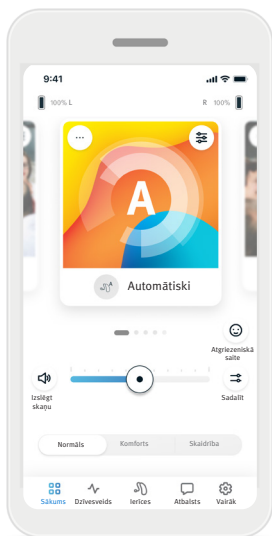 9:41
100% L
R 100%
A
Automātiski
Atgriezeniskā
saite
Izslēgt
skaņu
Sadalīt
Normāls
Komforts
Skaidrība
Sākums
Dzīvesveids
Ierīces
Atbalsts
Vairāk